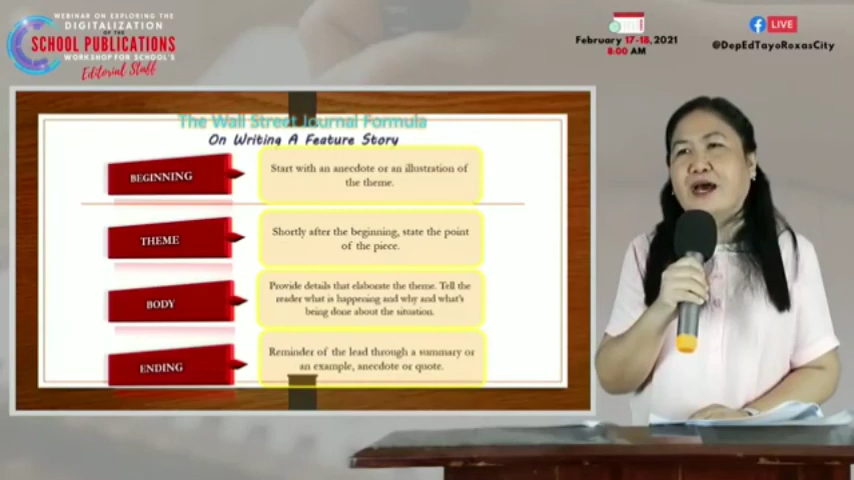 WEBINAR ON EXPLORING THE
DIGITALIZATION
OF THE
SCHOOL PUBLICATIONS
WORKSHOP FOR SCHOOL'S
Editorial Staff
February 17-18, 2021
8:00 AM
LIVE
@DepEdTayoRoxasCity
The Wall Street Journal Formula
On Writing A Feature Story
BEGINNING
Start with an anecdote or an illustration of
the theme.
THEME
Shortly after the beginning, state the point
of the piece.
BODY
Provide details that elaborate the theme. Tell the
reader what is happening and why and what's
being done about the situation.
ENDING
Reminder of the lead through a summary or
an example, anecdote or quote.